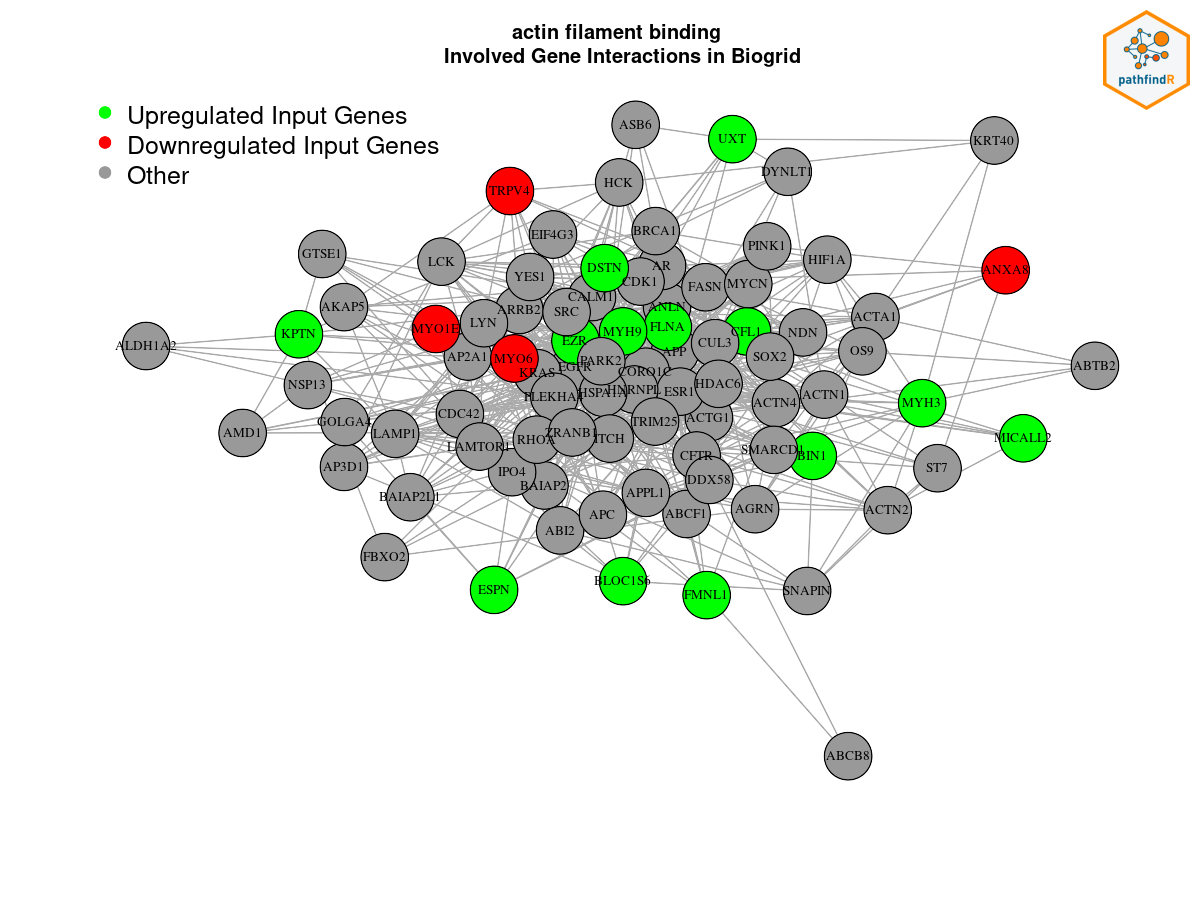 actin filament binding
Involved Gene Interactions in Biogrid
pathfindR
Upregulated Input Genes
Downregulated Input Genes
Other
ASB6
UXT
KRT40
DYNLT1
HCK
TRPV4
BRCA1
EIF4G3
PINK1
GTSE1
LCK
HIF1A
AR
DSTN
ANXA8
YES1
CDK1
MYCN
FASN
CALM1
AKAP5
ANLN
ARRB2
SRC
ACTA1
LYN
MYO1E
FLNA
MYH9
CFL1
NDN
KPTN
EZR
CUL3
ALDH1A2
OS9
APP
AP2A1
MYO6
SOX2
PARK2
EGFR
ABTB2
KRAS
CORO1C
NSP13
HDAC6
HNRNPL
ESR1
HSPA1A
ACTN1
PLEKHA4
ACTN4
MYH3
CDC42
ACTG1
GOLGA4
TRIM25
AMD1
LAMP1
ZRANB1
MICALL2
ITCH
RHOA
LAMTOR1
SMARCD1
CFTR
BIN1
AP3D1
ST7
IPO4
DDX58
BAIAP2
APPL1
BAIAP2L1
AGRN
ACTN2
ABCF1
APC
ABI2
FBXO2
BLOC1S6
ESPN
SNAPIN
FMNL1
ABCB8